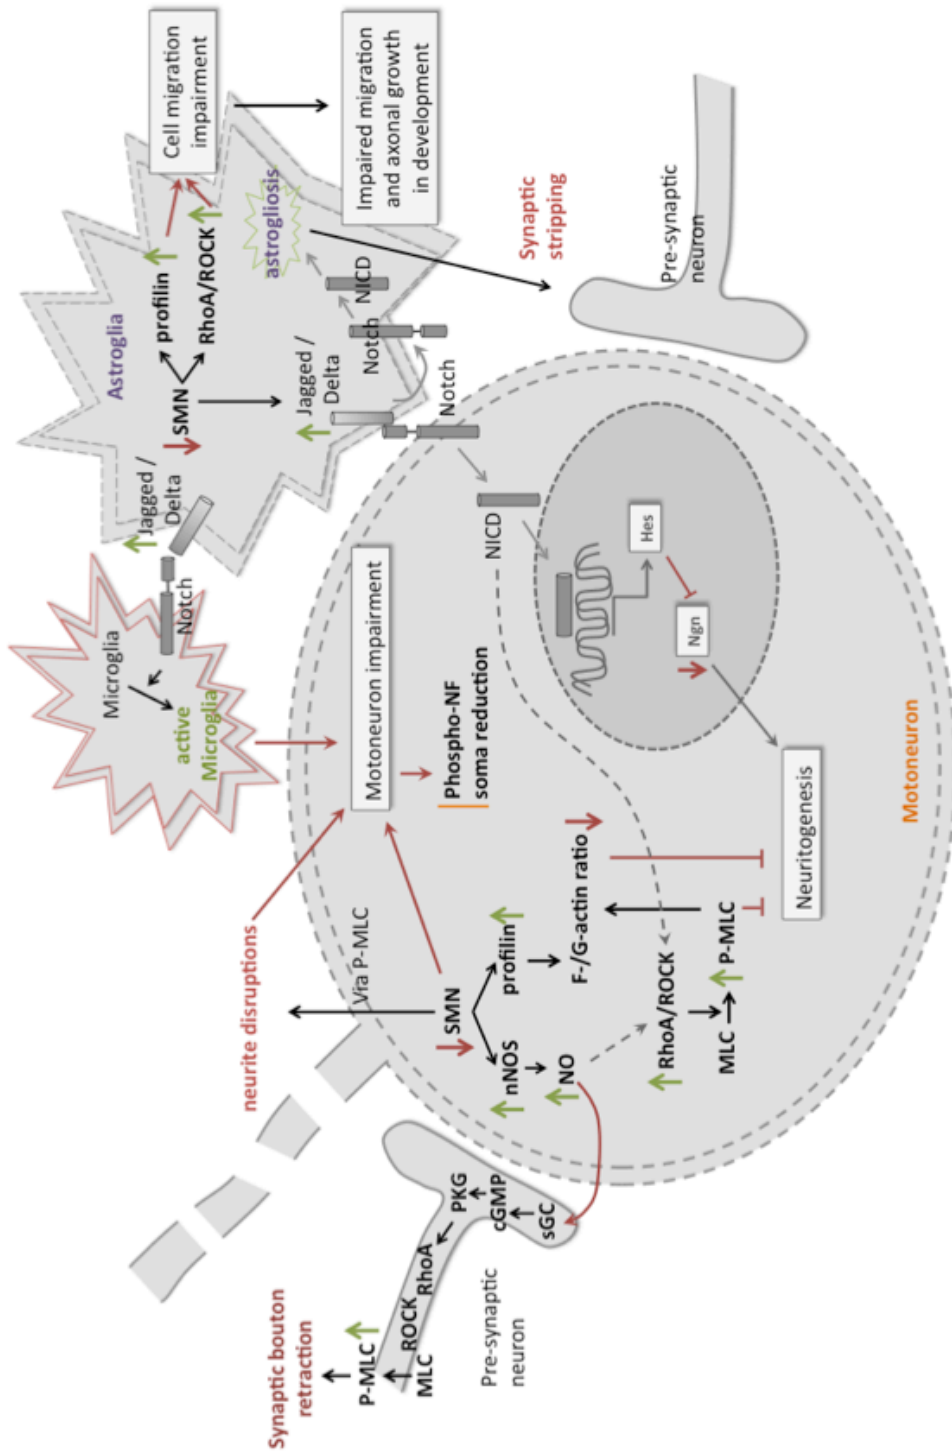 Synaptic bouton
retraction
P-MLC
MLC
ROCK
RhoA
PKG
cGMP
sGC
Pre-synaptic
neuron
neurite disruptions
Via P-MLC
SMN
nNOS
NO
profilin
F-/G-actin ratio
RhoA/ROCK
MLC
P-MLC
Neuritogenesis
Motoneuron impairment
Phospho-NF
soma reduction
Microglia
active
Microglia
Notch
Jagged /
Delta
Astroglia
SMN
profilin
RhoA/ROCK
Cell migration
impairment
Impaired migration
and axonal growth
in development
astrogliosis
NICD
Notch
Jagged /
Delta
Notch
NICD
Hes
Ngn
Motoneuron
Synaptic
stripping
Pre-synaptic
neuron